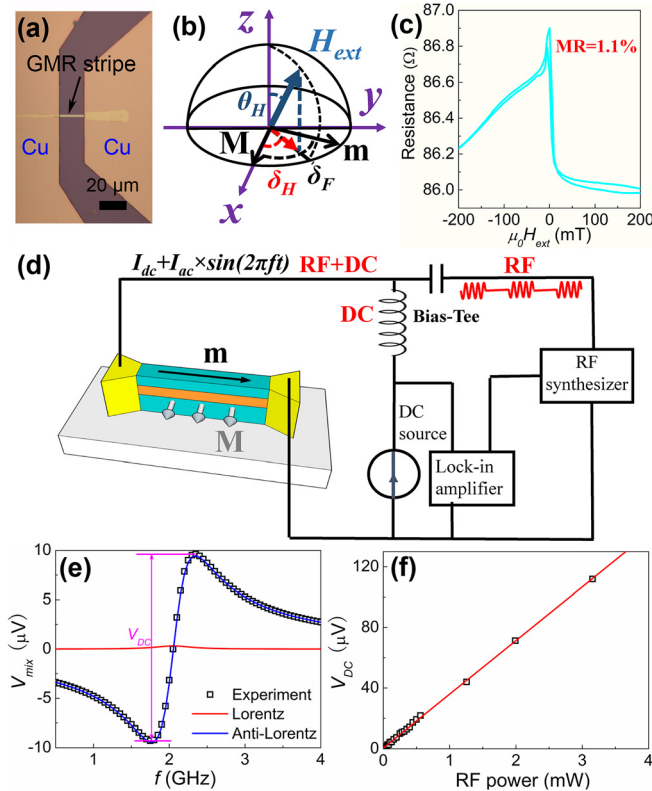 (a)
GMR stripe
Cu
Cu
20 μm
(b)
z
H_ext
θ_H
y
M
m
δ_H
δ_F
x
(c)
MR=1.1%
Resistance (Ω)
87.0
86.8
86.6
86.4
86.2
86.0
-200
-100
0
100
200
μ₀H_ext (mT)
(d)
I_dc+I_ac×sin(2πft)
RF+DC
RF
DC
Bias-Tee
m
M
DC
source
Lock-in
amplifier
RF
synthesizer
(e)
V_mix (μV)
10
5
0
-5
-10
V_DC
Experiment
Lorentz
Anti-Lorentz
1
2
3
4
f (GHz)
(f)
V_DC (μV)
120
80
40
0
0
1
2
3
4
RF power (mW)